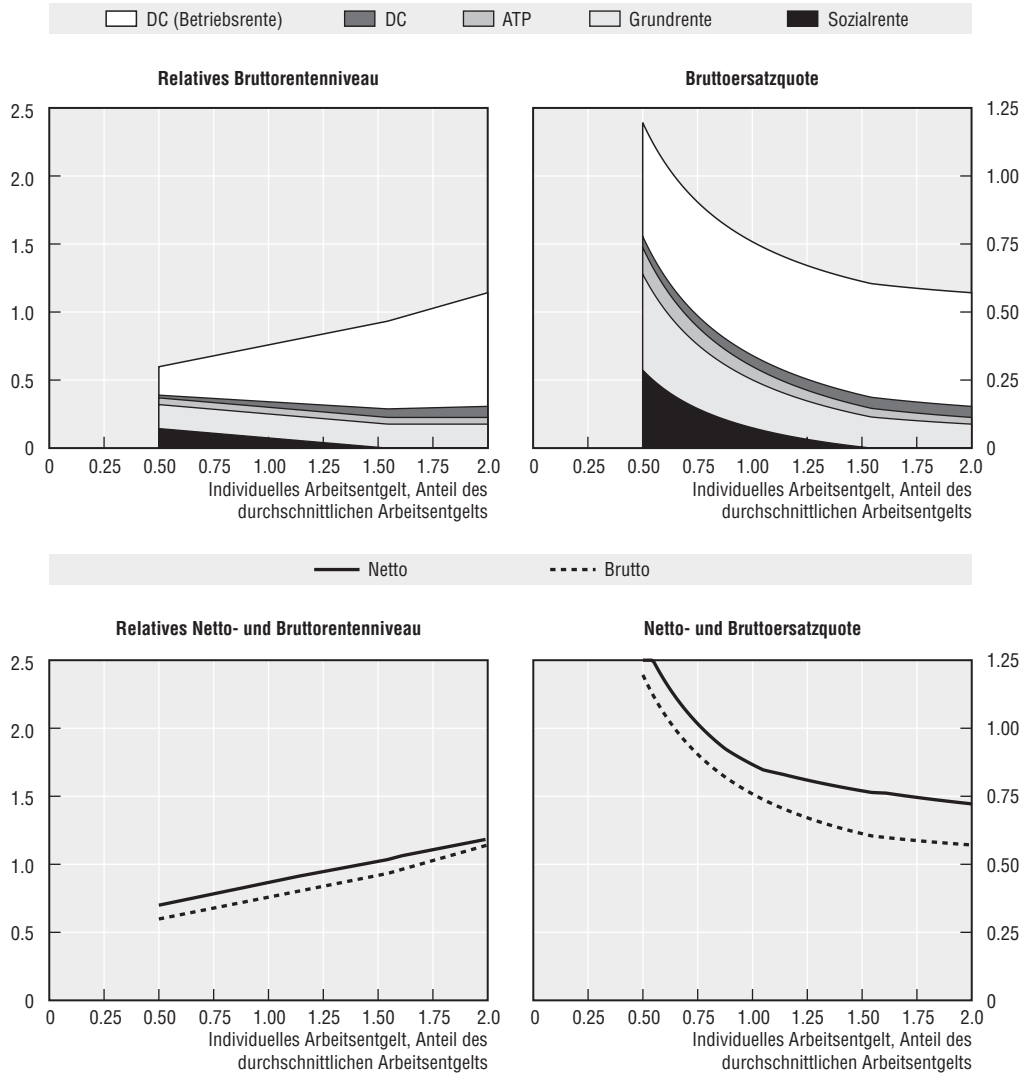 DC (Betriebsrente) DC ATP Grundrente Sozialrente
Relatives Bruttorentenniveau
2.5
2.0
1.5
1.0
0.5
0
0 0.25 0.50 0.75 1.00 1.25 1.50 1.75 2.0
Individuelles Arbeitsentgelt, Anteil des
durchschnittlichen Arbeitsentgelts
Bruttoersatzquote
1.25
1.00
0.75
0.50
0.25
0
0 0.25 0.50 0.75 1.00 1.25 1.50 1.75 2.0
Individuelles Arbeitsentgelt, Anteil des
durchschnittlichen Arbeitsentgelts
Netto Brutto
Relatives Netto- und Bruttorentenniveau
2.5
2.0
1.5
1.0
0.5
0
0 0.25 0.50 0.75 1.00 1.25 1.50 1.75 2.0
Individuelles Arbeitsentgelt, Anteil des
durchschnittlichen Arbeitsentgelts
Netto- und Bruttoersatzquote
1.25
1.00
0.75
0.50
0.25
0
0 0.25 0.50 0.75 1.00 1.25 1.50 1.75 2.0
Individuelles Arbeitsentgelt, Anteil des
durchschnittlichen Arbeitsentgelts